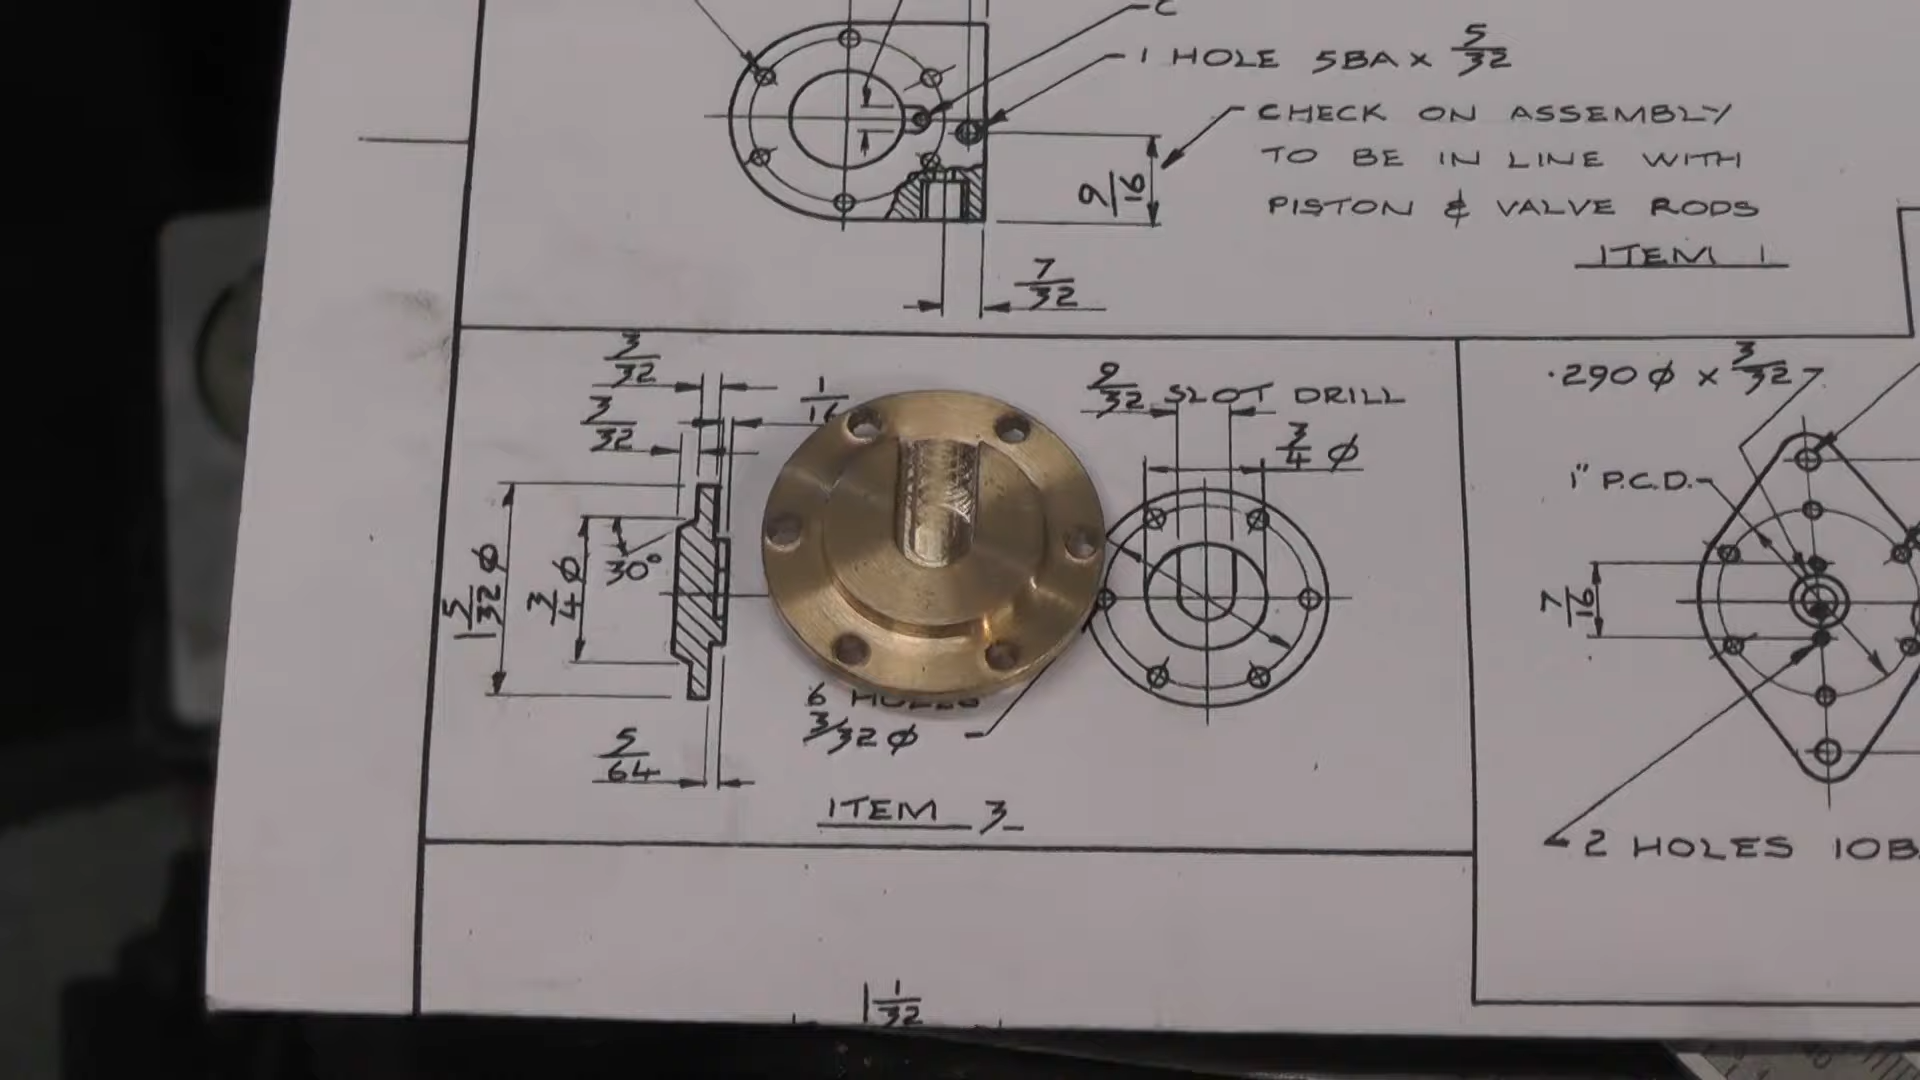 C
1 HOLE 5BA x 5/32
CHECK ON ASSEMBLY
TO BE IN LINE WITH
PISTON & VALVE RODS
ITEM 1
9/16
7/32
3/32
3/32
1/16
9/32 SLOT DRILL
3/4 Ø
1 5/32 Ø
3/4 Ø
30°
6 HOLES
3/32 Ø
5/64
ITEM 3
.290 Ø x 3/32
1" P.C.D.
7/16
2 HOLES 10B
1 1/32